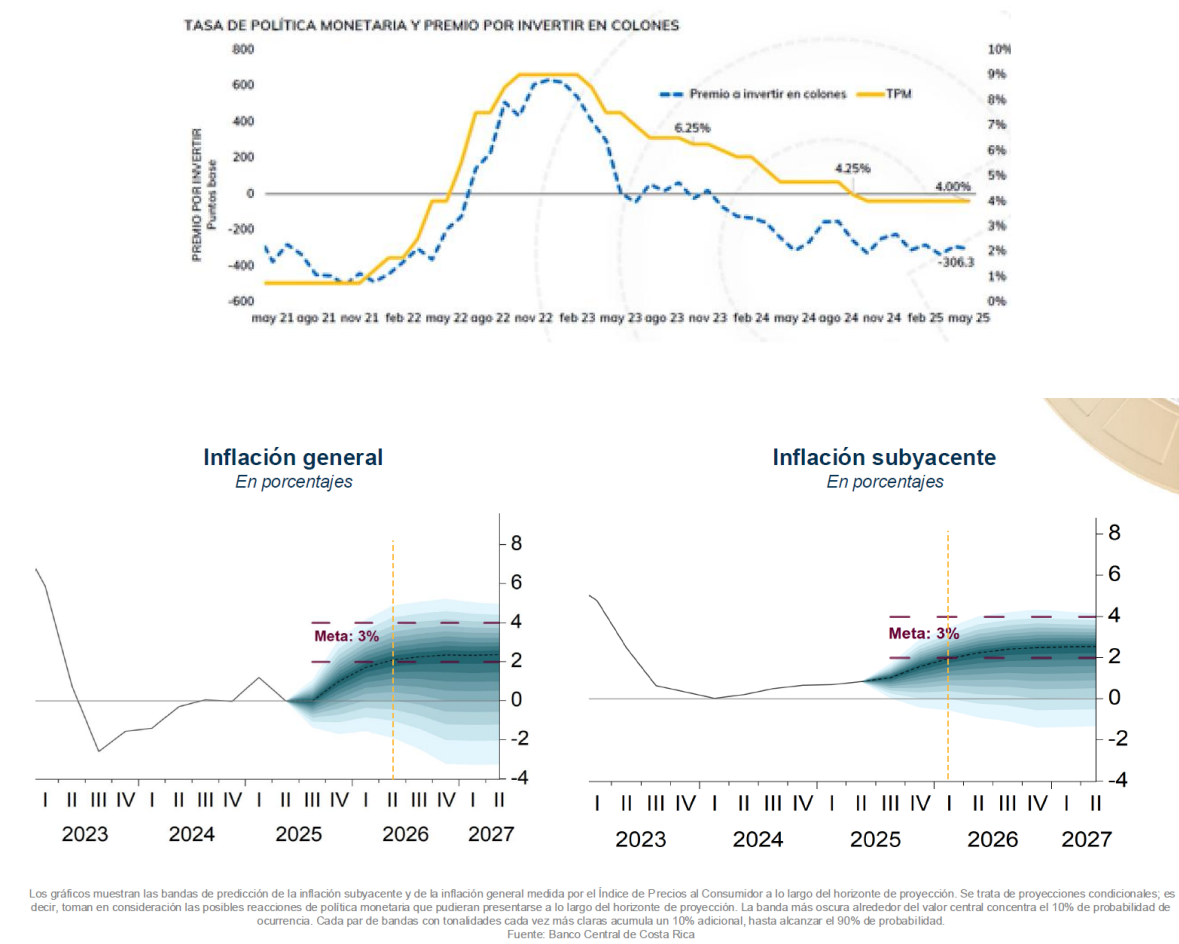 TASA DE POLÍTICA MONETARIA Y PREMIO POR INVERTIR EN COLONES
800
600
400
200
0
-200
-400
-600
PREMIO POR INVERTIR
Puntos base
10%
9%
8%
7%
6%
5%
4%
3%
2%
1%
0%
Premio a invertir en colones
TPM
6.25%
4.25%
4.00%
-306.3
may 21 ago 21 nov 21 feb 22 may 22 ago 22 nov 22 feb 23 may 23 ago 23 nov 23 feb 24 may 24 ago 24 nov 24 feb 25 may 25
Inflación general
En porcentajes
8
6
4
2
0
-2
-4
Meta: 3%
I II III IV I II III IV I II III IV I II III IV I II
2023 2024 2025 2026 2027
Inflación subyacente
En porcentajes
8
6
4
2
0
-2
-4
Meta: 3%
I II III IV I II III IV I II III IV I II III IV I II
2023 2024 2025 2026 2027
Los gráficos muestran las bandas de predicción de la inflación subyacente y de la inflación general medida por el Índice de Precios al Consumidor a lo largo del horizonte de proyección. Se trata de proyecciones condicionales; es
decir, toman en consideración las posibles reacciones de política monetaria que pudieran presentarse a lo largo del horizonte de proyección. La banda más oscura alrededor del valor central concentra el 10% de probabilidad de
ocurrencia. Cada par de bandas con tonalidades cada vez más claras acumula un 10% adicional, hasta alcanzar el 90% de probabilidad.
Fuente: Banco Central de Costa Rica